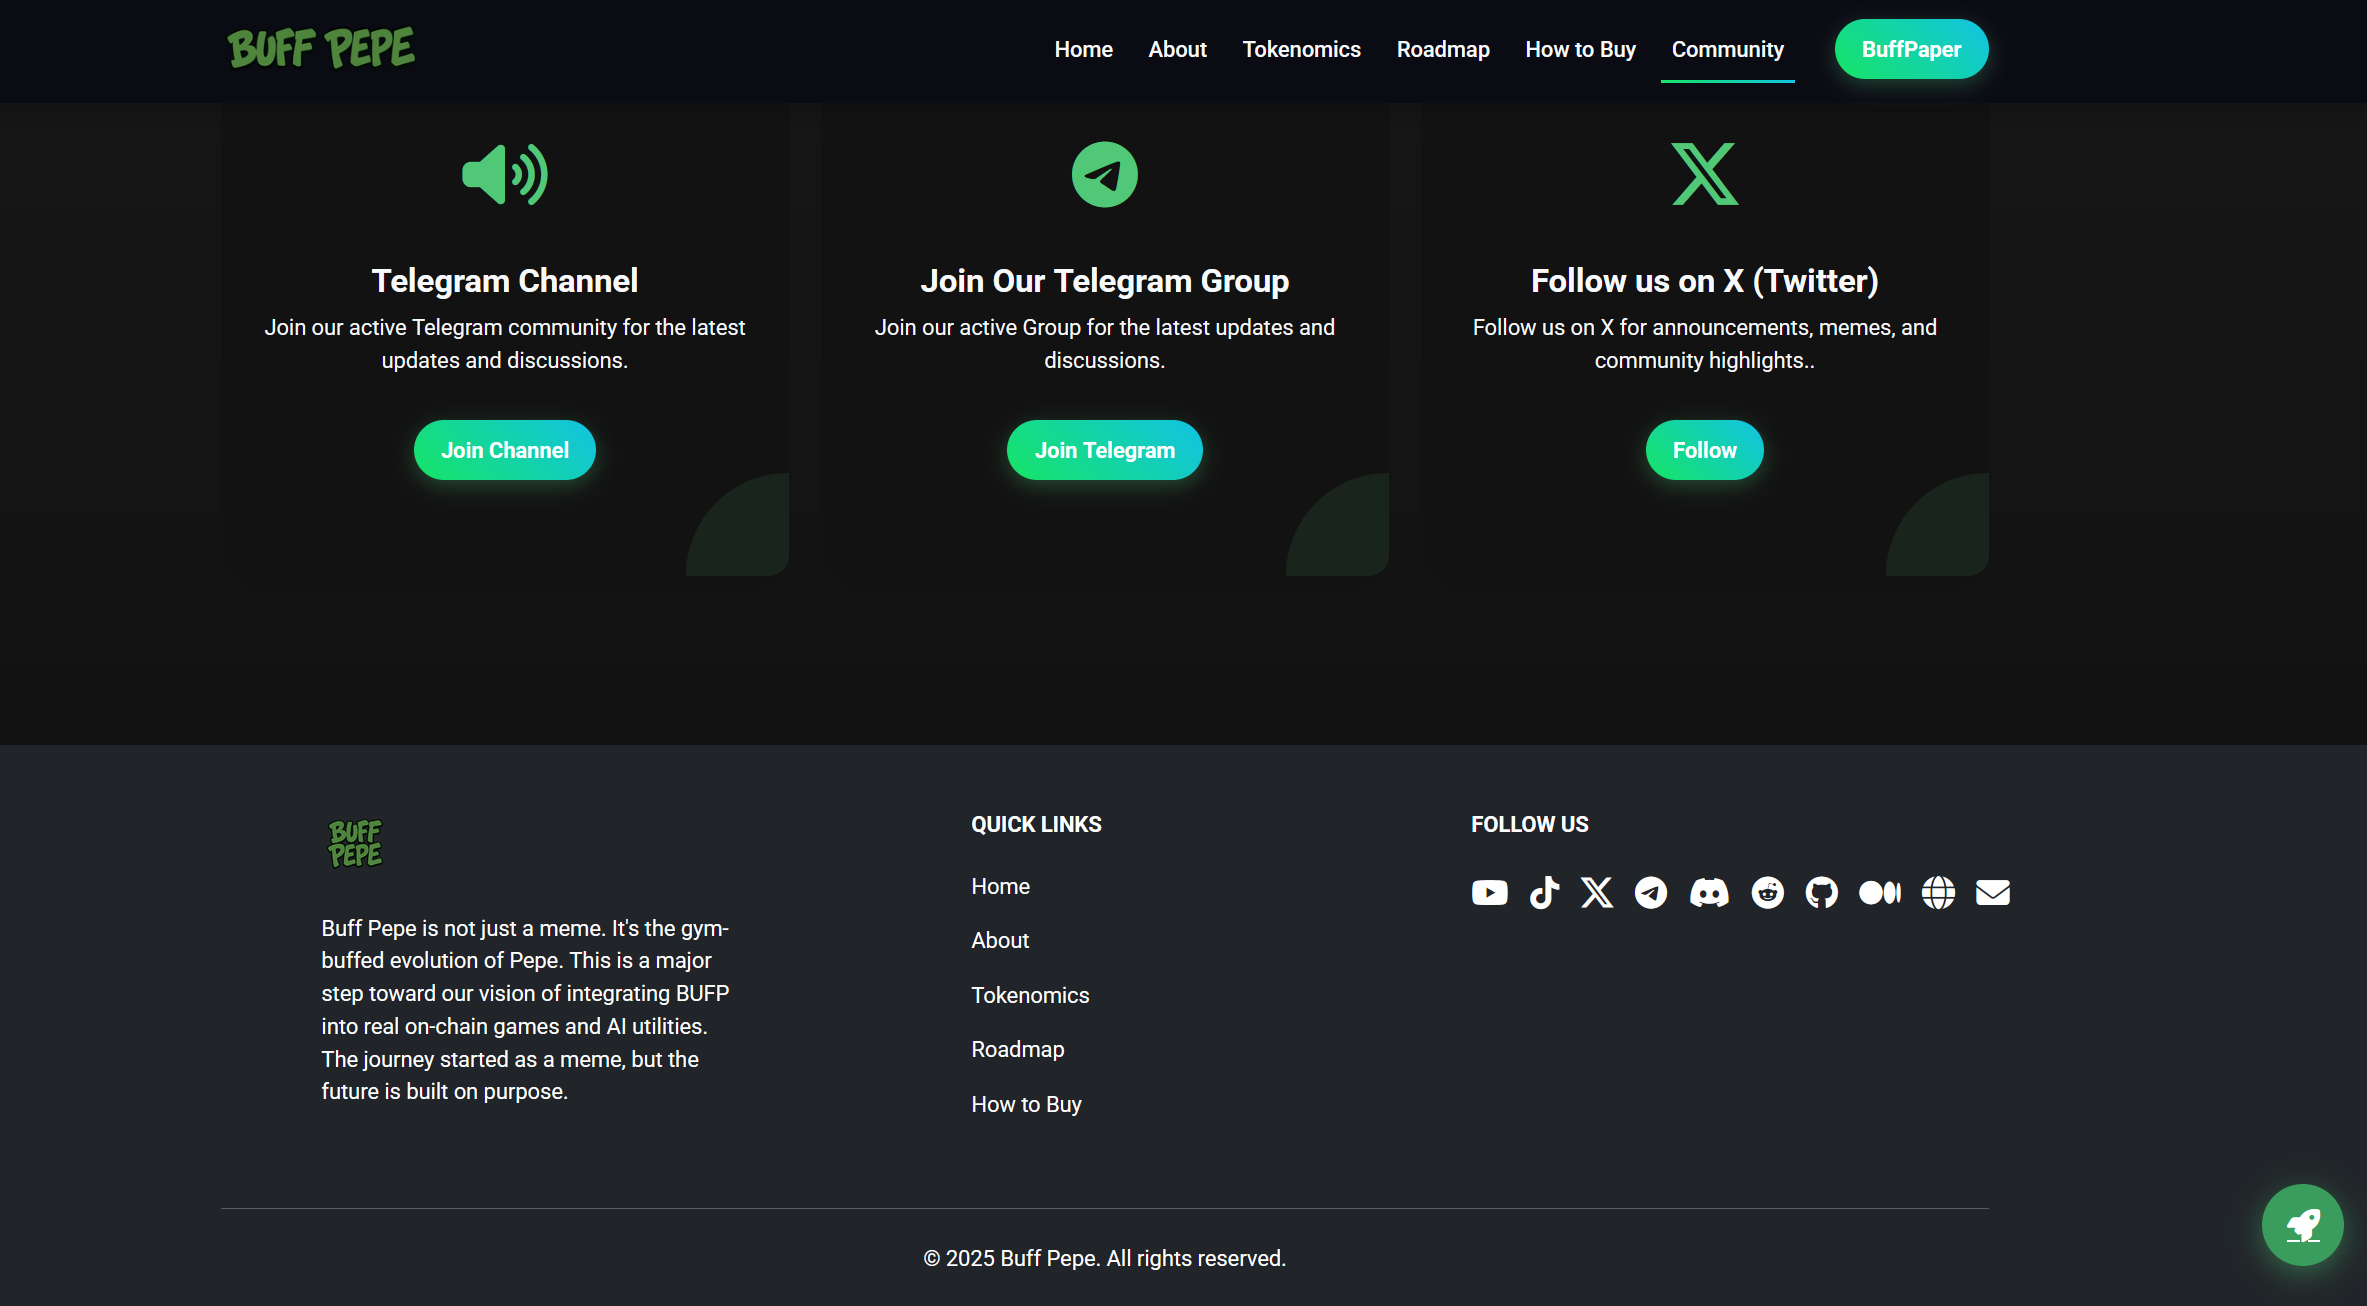 BUFF PEPE
Home
About
Tokenomics
Roadmap
How to Buy
Community
BuffPaper
Telegram Channel
Join our active Telegram community for the latest
updates and discussions.
Join Channel
Join Our Telegram Group
Join our active Group for the latest updates and
discussions.
Join Telegram
Follow us on X (Twitter)
Follow us on X for announcements, memes, and
community highlights..
Follow
BUFF
PEPE
Buff Pepe is not just a meme. It's the gym-
buffed evolution of Pepe. This is a major
step toward our vision of integrating BUFP
into real on-chain games and AI utilities.
The journey started as a meme, but the
future is built on purpose.
QUICK LINKS
Home
About
Tokenomics
Roadmap
How to Buy
FOLLOW US
© 2025 Buff Pepe. All rights reserved.